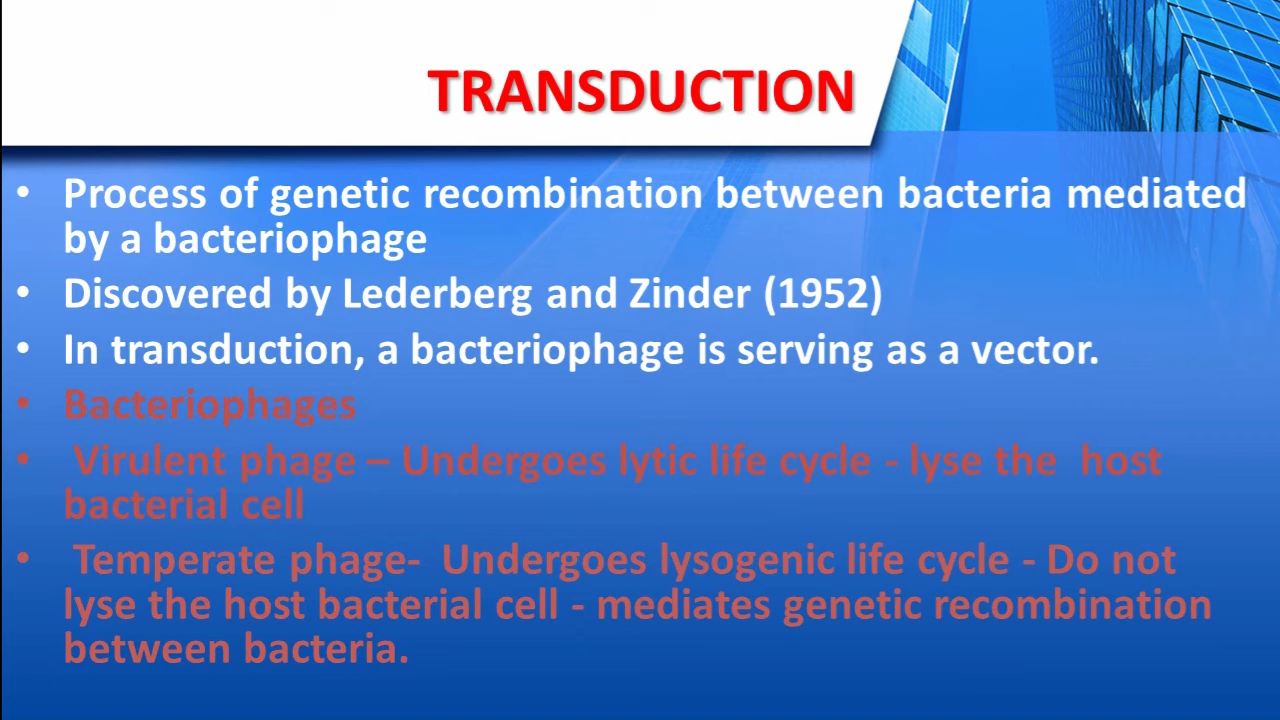 TRANSDUCTION
• Process of genetic recombination between bacteria mediated
by a bacteriophage
• Discovered by Lederberg and Zinder (1952)
• In transduction, a bacteriophage is serving as a vector.
• Bacteriophages
• Virulent phage – Undergoes lytic life cycle - lyse the host
bacterial cell
• Temperate phage- Undergoes lysogenic life cycle - Do not
lyse the host bacterial cell - mediates genetic recombination
between bacteria.